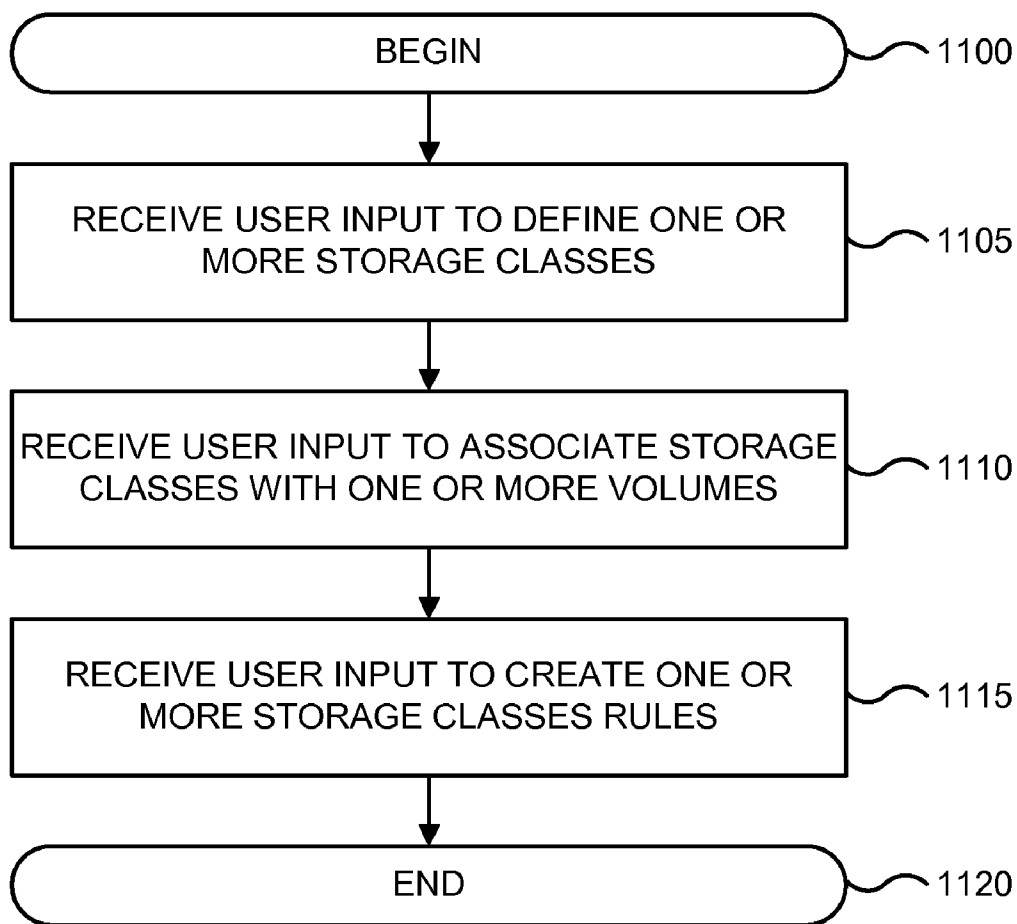 BEGIN
1100
RECEIVE USER INPUT TO DEFINE ONE OR
MORE STORAGE CLASSES
1105
RECEIVE USER INPUT TO ASSOCIATE STORAGE
CLASSES WITH ONE OR MORE VOLUMES
1110
RECEIVE USER INPUT TO CREATE ONE OR
MORE STORAGE CLASSES RULES
1115
END
1120